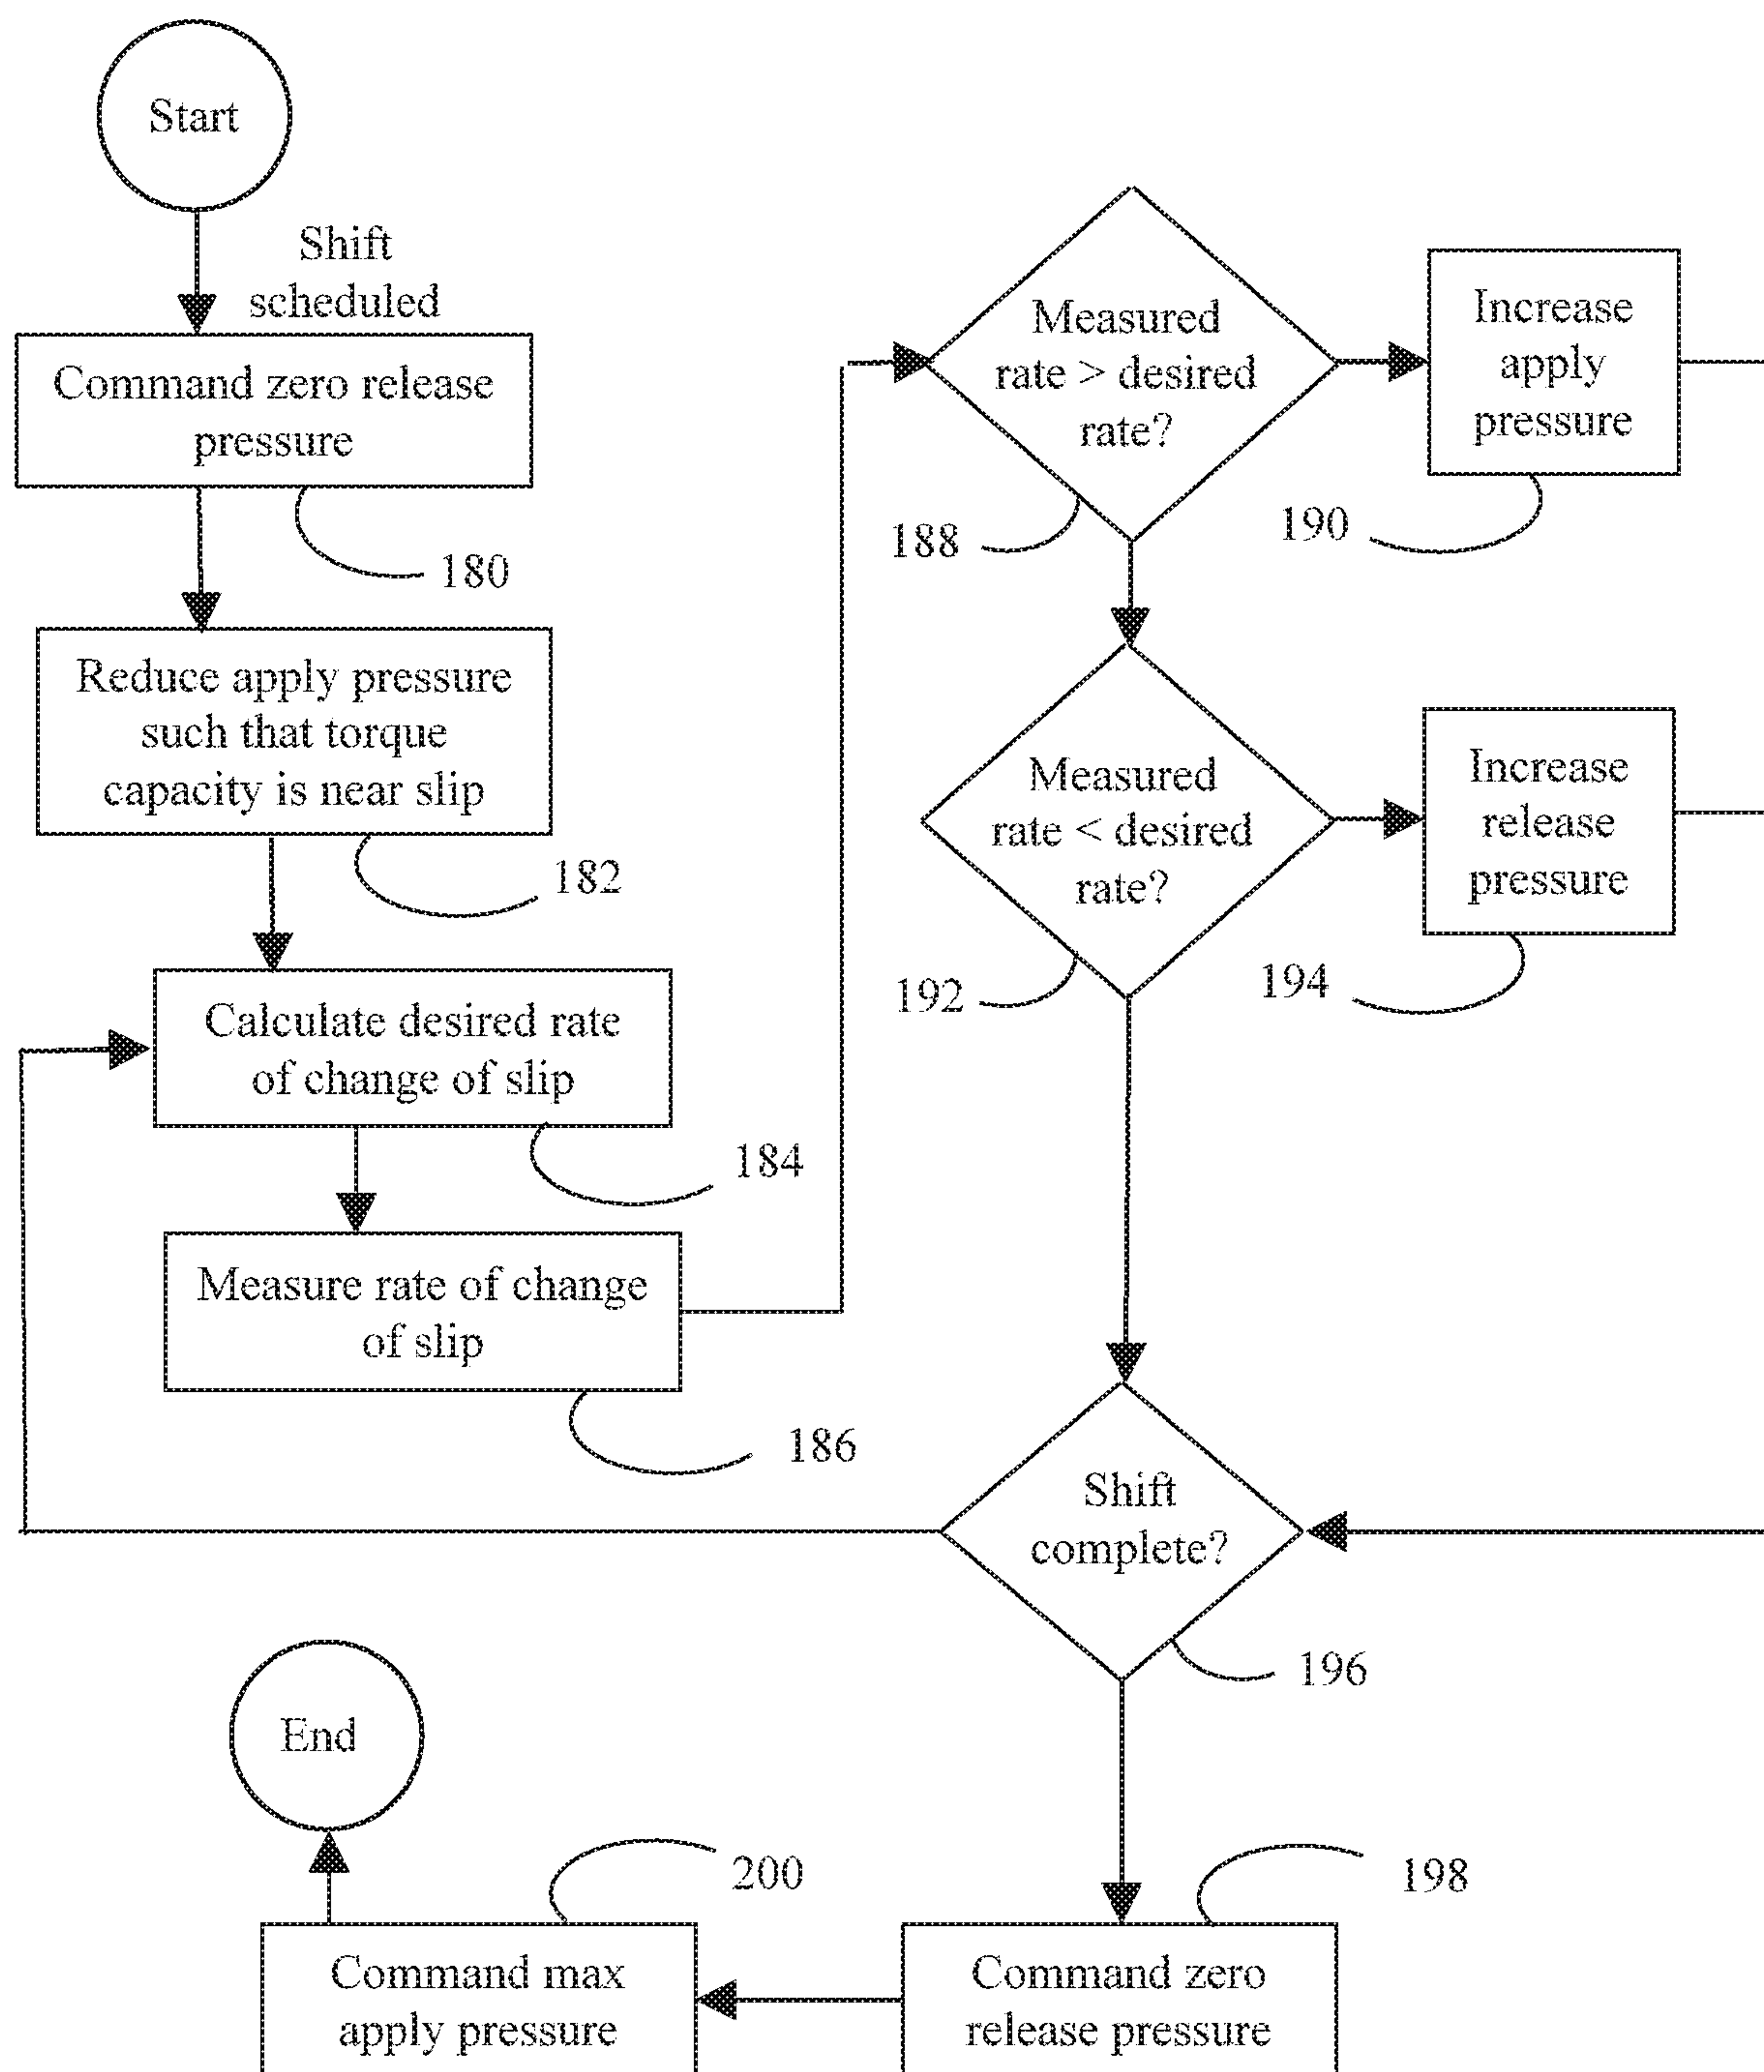 Start
Shift
scheduled
Command zero release
pressure
180
Reduce apply pressure
such that torque
capacity is near slip
182
Calculate desired rate
of change of slip
184
Measure rate of change
of slip
186
Measured
rate > desired
rate?
188
Increase
apply
pressure
190
Measured
rate < desired
rate?
192
Increase
release
pressure
194
Shift
complete?
196
Command zero
release pressure
198
Command max
apply pressure
200
End